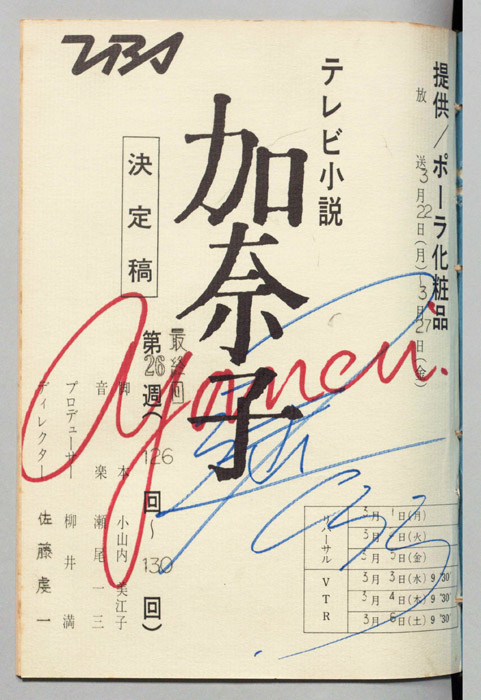 TBS
提供/ポーラ化粧品
放送 3月22日(月)〜3月27日(金)
テレビ小説
加奈子
決定稿
最終回
第26週(126回〜130回)
脚本 小山内美江子
音楽 瀬尾一三
プロデューサー 柳井満
ディレクター 佐藤虔一
リハーサル
3月1日(月)
3月 日(火)
3月5日(金)
VTR
3月3日(水) 9 '30
3月4日(木) 9 '30
3月6日(土) 9 '30